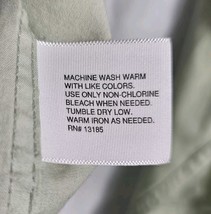 MACHINE WASH WARM
WITH LIKE COLORS.
USE ONLY NON-CHLORINE
BLEACH WHEN NEEDED.
TUMBLE DRY LOW.
WARM IRON AS NEEDED.
RN# 13185